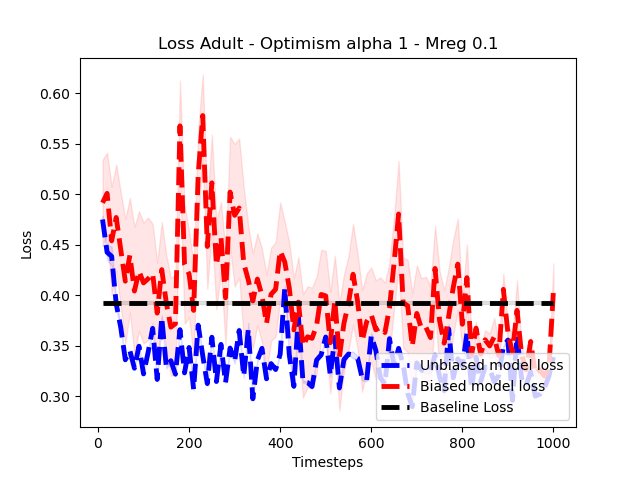 Loss Adult - Optimism alpha 1 - Mreg 0.1
0.60
0.55
0.50
0.45
0.40
0.35
0.30
Loss
Unbiased model loss
Biased model loss
Baseline Loss
0 200 400 600 800 1000
Timesteps